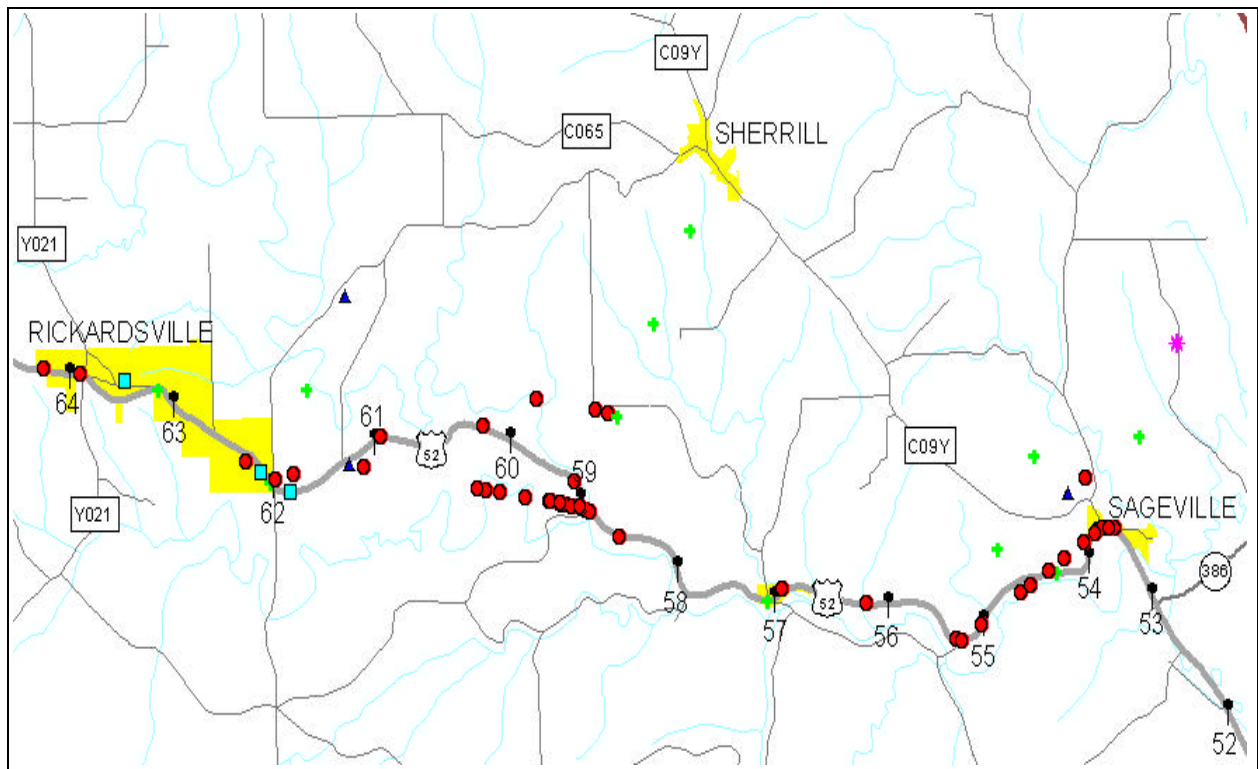 C09Y
C065
SHERRILL
Y021
RICKARDSVILLE
64
63
61
52
60
59
C09Y
62
Y021
SAGEVILLE
58
57
52
56
55
54
386
53
52